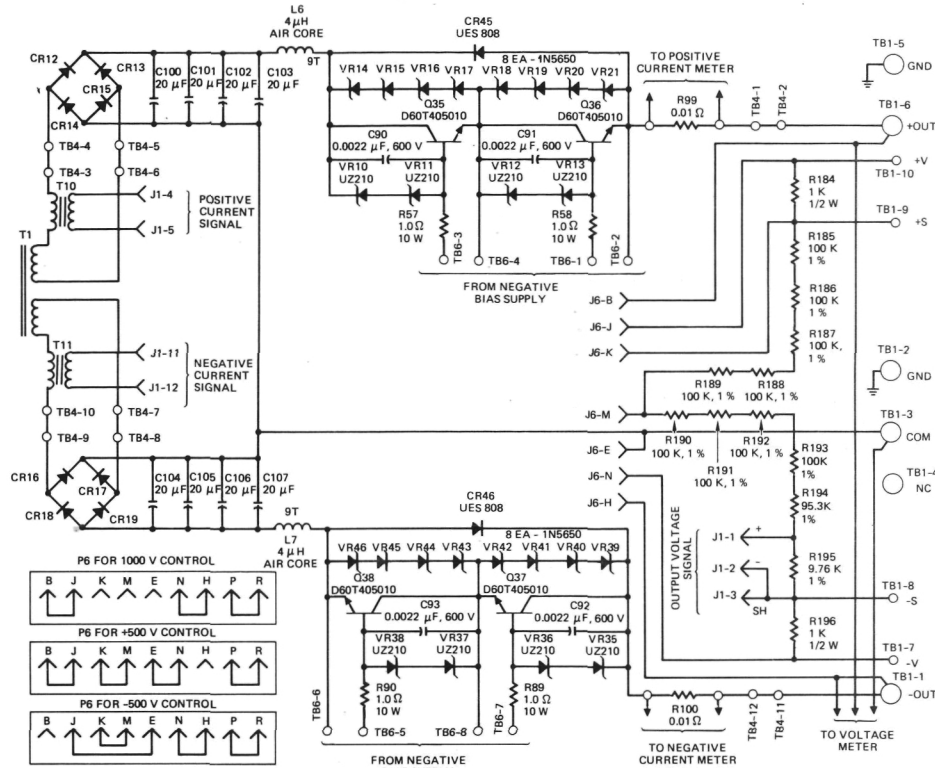 L6
4 μH
AIR CORE
9T
CR45
UES 808
8 EA - 1N5650
VR14 VR15 VR16 VR17 VR18 VR19 VR20 VR21
TO POSITIVE
CURRENT METER
TB1-5
GND
CR12
CR13
CR15
CR14
C100
20 μF
C101
20 μF
C102
20 μF
C103
20 μF
Q35
D60T405010
Q36
D60T405010
R99
0.01 Ω
TB4-1
TB4-2
TB1-6
+OUT
C90
0.0022 μF, 600 V
C91
0.0022 μF, 600 V
VR10
UZ210
VR11
UZ210
VR12
UZ210
VR13
UZ210
TB4-4
TB4-5
TB4-3
TB4-6
T10
J1-4
J1-5
POSITIVE
CURRENT
SIGNAL
R57
1.0 Ω
10 W
R58
1.0 Ω
10 W
TB6-3
TB6-4
TB6-1
TB6-2
FROM NEGATIVE
BIAS SUPPLY
+V
TB1-10
R184
1 K
1/2 W
TB1-9
+S
R185
100 K
1 %
R186
100 K
1 %
R187
100 K,
1 %
T1
J6-B
J6-J
J6-K
T11
J1-11
J1-12
NEGATIVE
CURRENT
SIGNAL
TB1-2
GND
R189
100 K, 1 %
R188
100 K, 1 %
J6-M
TB4-10
TB4-7
TB4-9
TB4-8
TB1-3
COM
J6-E
R190
100 K, 1 %
R191
100 K, 1 %
R192
100 K, 1 %
R193
100K
1%
J6-N
J6-H
TB1-4
NC
CR16
CR17
CR18
CR19
C104
20 μF
C105
20 μF
C106
20 μF
C107
20 μF
9T
L7
4 μH
AIR CORE
CR46
UES 808
8 EA - 1N5650
VR46 VR45 VR44 VR43 VR42 VR41 VR40 VR39
R194
95.3K
1%
OUTPUT VOLTAGE
SIGNAL
J1-1
+
J1-2
−
J1-3
SH
R195
9.76 K
1 %
TB1-8
-S
Q38
D60T405010
Q37
D60T405010
C93
0.0022 μF, 600 V
C92
0.0022 μF, 600 V
R196
1 K
1/2 W
VR38
UZ210
VR37
UZ210
VR36
UZ210
VR35
UZ210
TB1-7
-V
TB1-1
-OUT
R90
1.0 Ω
10 W
R89
1.0 Ω
10 W
TB6-6
TB6-5
TB6-8
TB6-7
R100
0.01 Ω
TB4-12
TB4-11
FROM NEGATIVE
TO NEGATIVE
CURRENT METER
TO VOLTAGE
METER
P6 FOR 1000 V CONTROL
B J K M E N H P R
P6 FOR +500 V CONTROL
B J K M E N H P R
P6 FOR -500 V CONTROL
B J K M E N H P R